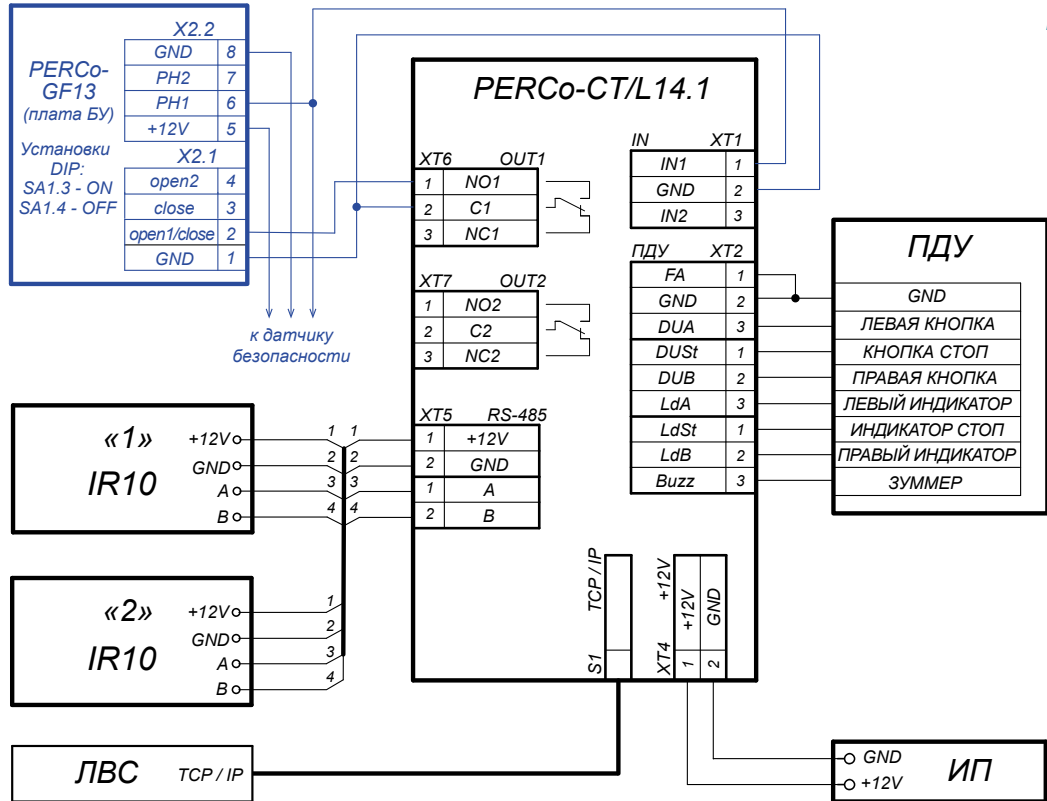 PERCo-
GF13
(плата БУ)
Установки
DIP:
SA1.3 - ON
SA1.4 - OFF
X2.2
GND 8
PH2 7
PH1 6
+12V 5
X2.1
open2 4
close 3
open1/close 2
GND 1
к датчику
безопасности
PERCo-CT/L14.1
XT6 OUT1
1 NO1
2 C1
3 NC1
XT7 OUT2
1 NO2
2 C2
3 NC2
XT5 RS-485
1 +12V
2 GND
1 A
2 B
IN XT1
IN1 1
GND 2
IN2 3
ПДУ XT2
FA 1
GND 2
DUA 3
DUSt 1
DUB 2
LdA 3
LdSt 1
LdB 2
Buzz 3
S1 TCP / IP
XT4 +12V
1 +12V
2 GND
ПДУ
GND
ЛЕВАЯ КНОПКА
КНОПКА СТОП
ПРАВАЯ КНОПКА
ЛЕВЫЙ ИНДИКАТОР
ИНДИКАТОР СТОП
ПРАВЫЙ ИНДИКАТОР
ЗУММЕР
«1»
IR10
+12V 1 1
GND 2 2
A 3 3
B 4 4
«2»
IR10
+12V 1
GND 2
A 3
B 4
ЛВС TCP / IP
GND
+12V
ИП